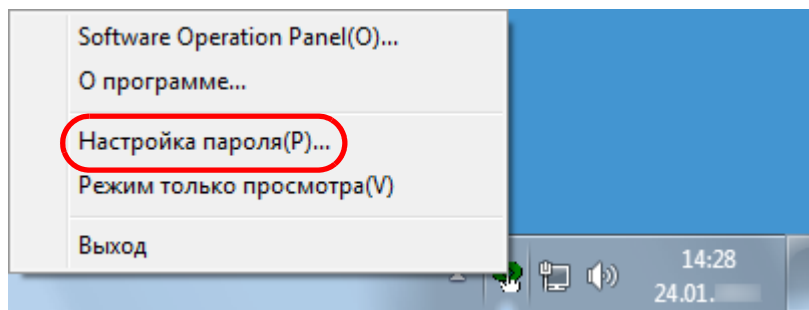 Software Operation Panel(O)...
О программе...
Настройка пароля(P)...
Режим только просмотра(V)
Выход
14:28
24.01.